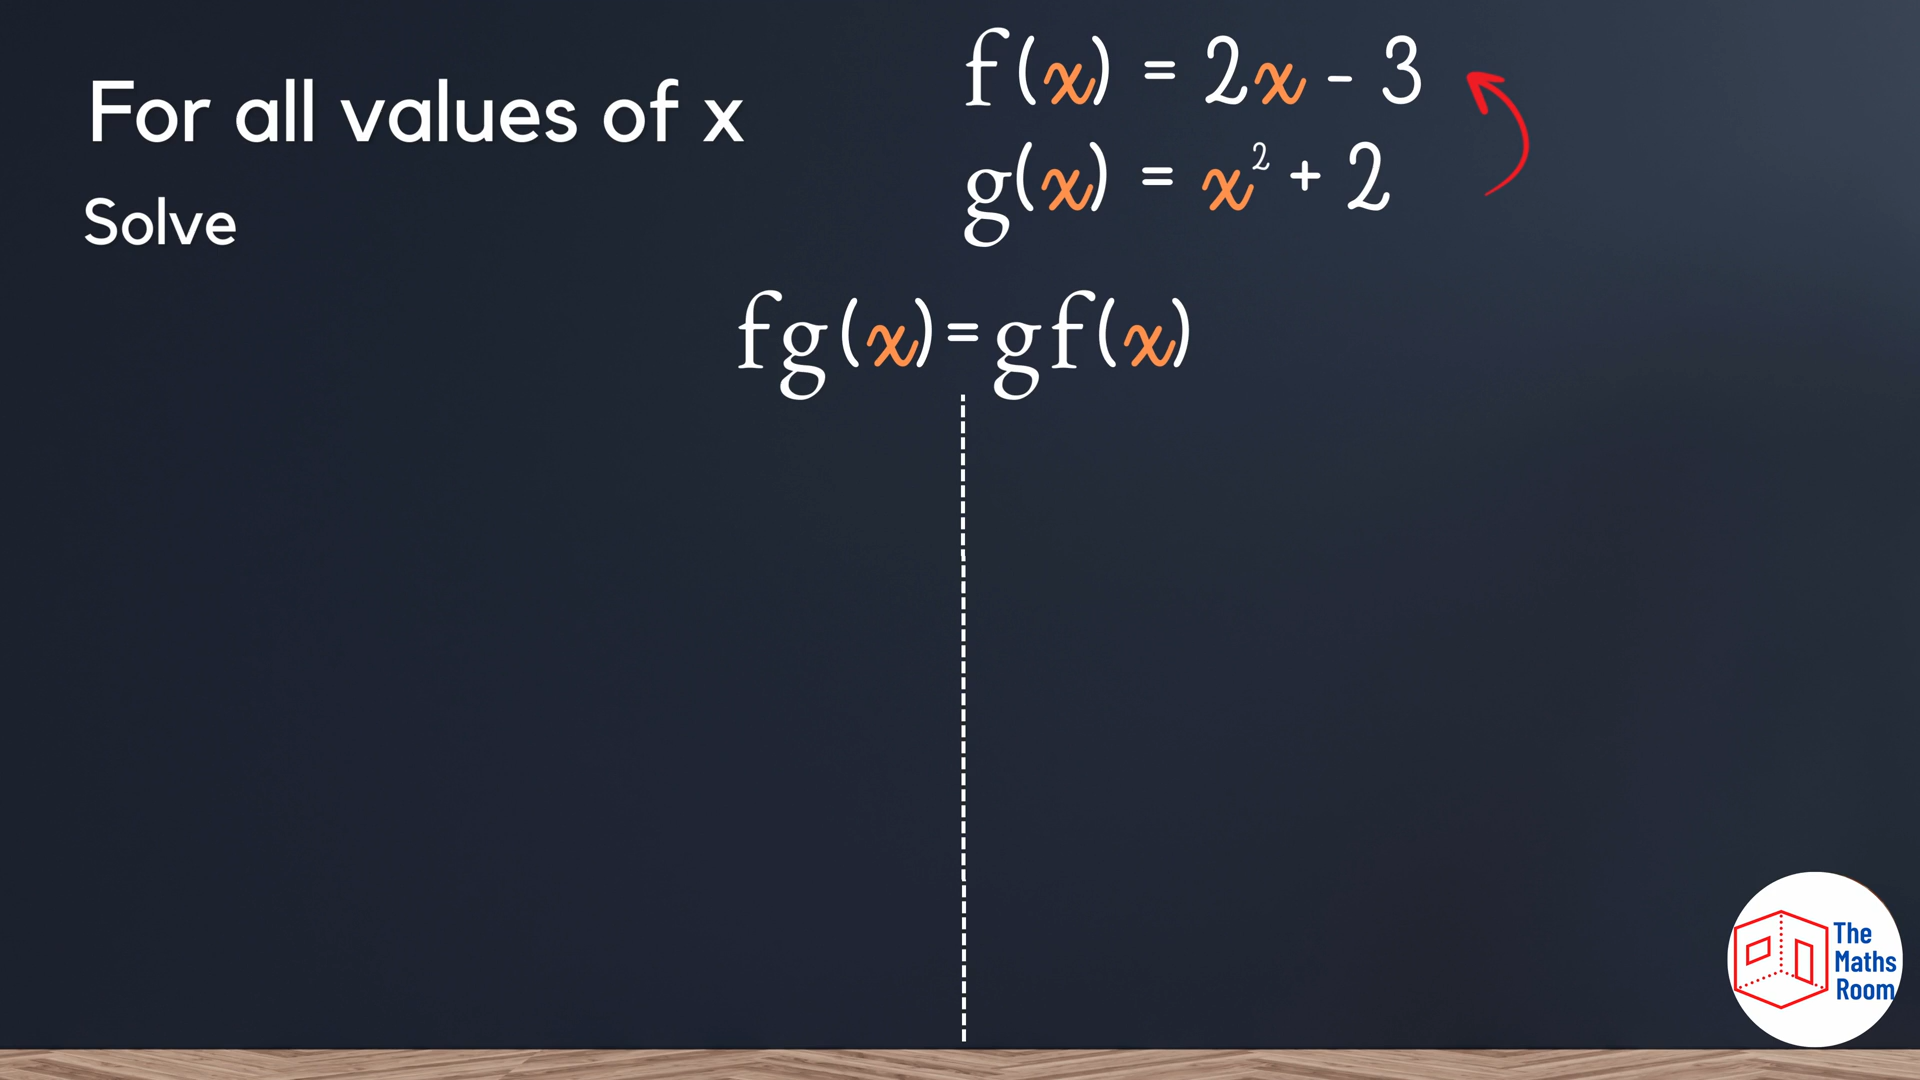 For all values of x
Solve
f(x) = 2x - 3
g(x) = x² + 2
fg(x)=gf(x)
The
Maths
Room